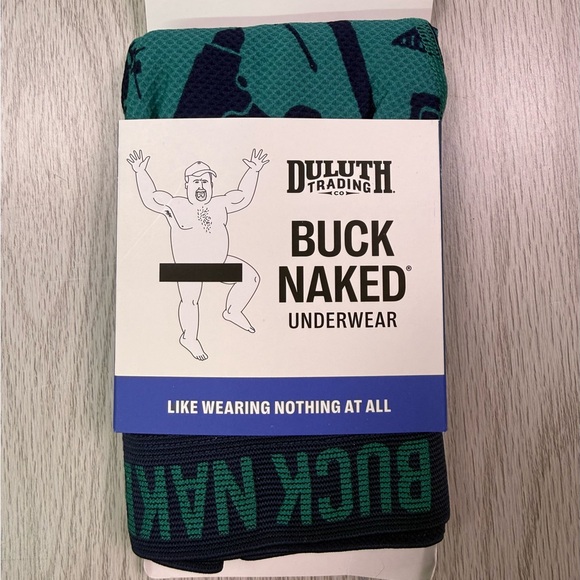 DULUTH
TRADING
CO
BUCK
NAKED®
UNDERWEAR
LIKE WEARING NOTHING AT ALL
BUCK NAK